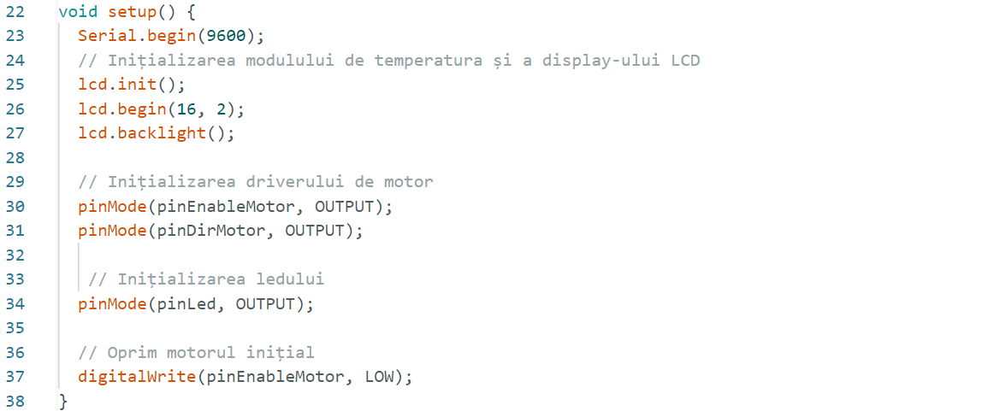 22 void setup() {
23 Serial.begin(9600);
24 // Inițializarea modulului de temperatura și a display-ului LCD
25 lcd.init();
26 lcd.begin(16, 2);
27 lcd.backlight();
28
29 // Inițializarea driverului de motor
30 pinMode(pinEnableMotor, OUTPUT);
31 pinMode(pinDirMotor, OUTPUT);
32
33 // Inițializarea ledului
34 pinMode(pinLed, OUTPUT);
35
36 // Oprim motorul inițial
37 digitalWrite(pinEnableMotor, LOW);
38 }